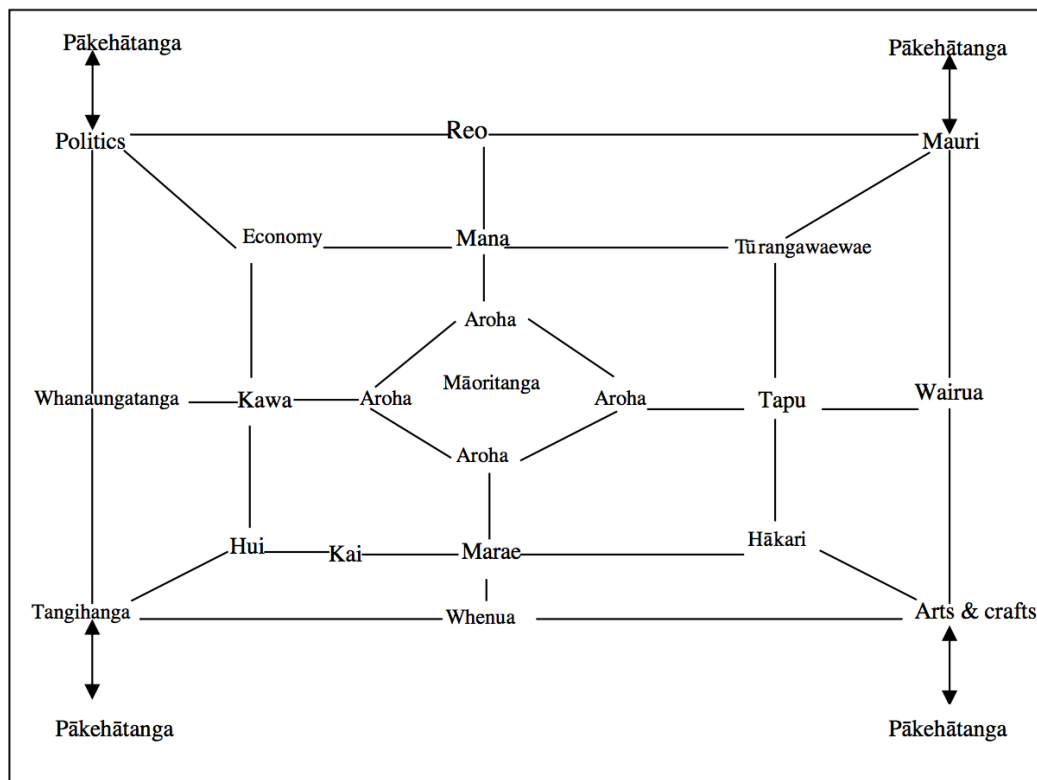 Pākehātanga Pākehātanga
Politics Reo Mauri
Economy Mana Tūrangawaewae
Aroha
Māoritanga
Whanaungatanga Kawa Aroha Aroha Tapu Wairua
Aroha
Hui Kai Marae Hākari
Tangihanga Whenua Arts & crafts
Pākehātanga Pākehātanga